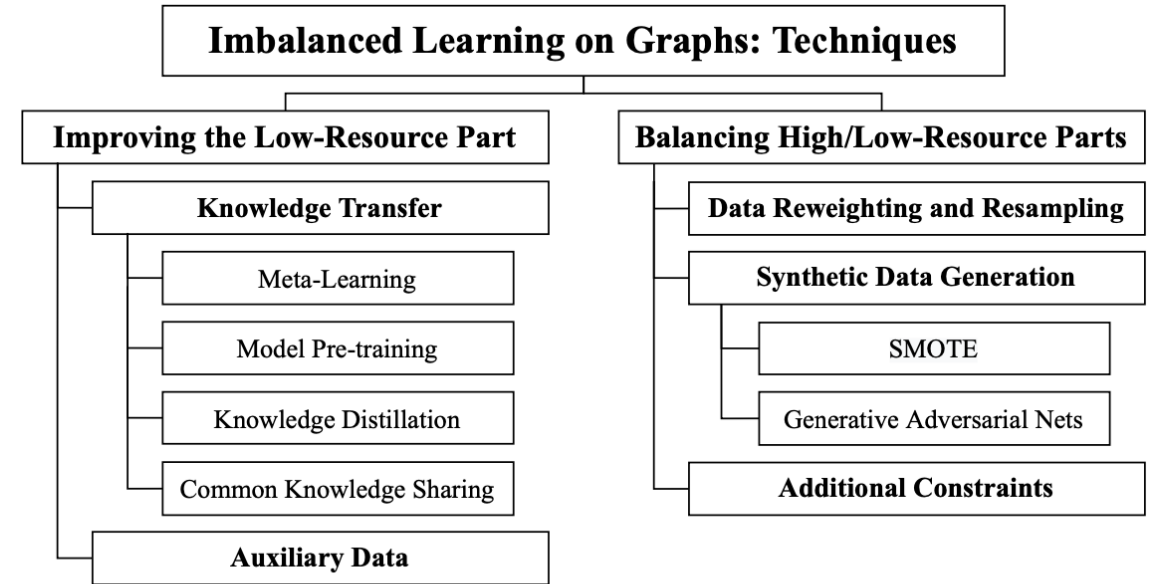 Imbalanced Learning on Graphs: Techniques
Improving the Low-Resource Part
Knowledge Transfer
Meta-Learning
Model Pre-training
Knowledge Distillation
Common Knowledge Sharing
Auxiliary Data
Balancing High/Low-Resource Parts
Data Reweighting and Resampling
Synthetic Data Generation
SMOTE
Generative Adversarial Nets
Additional Constraints